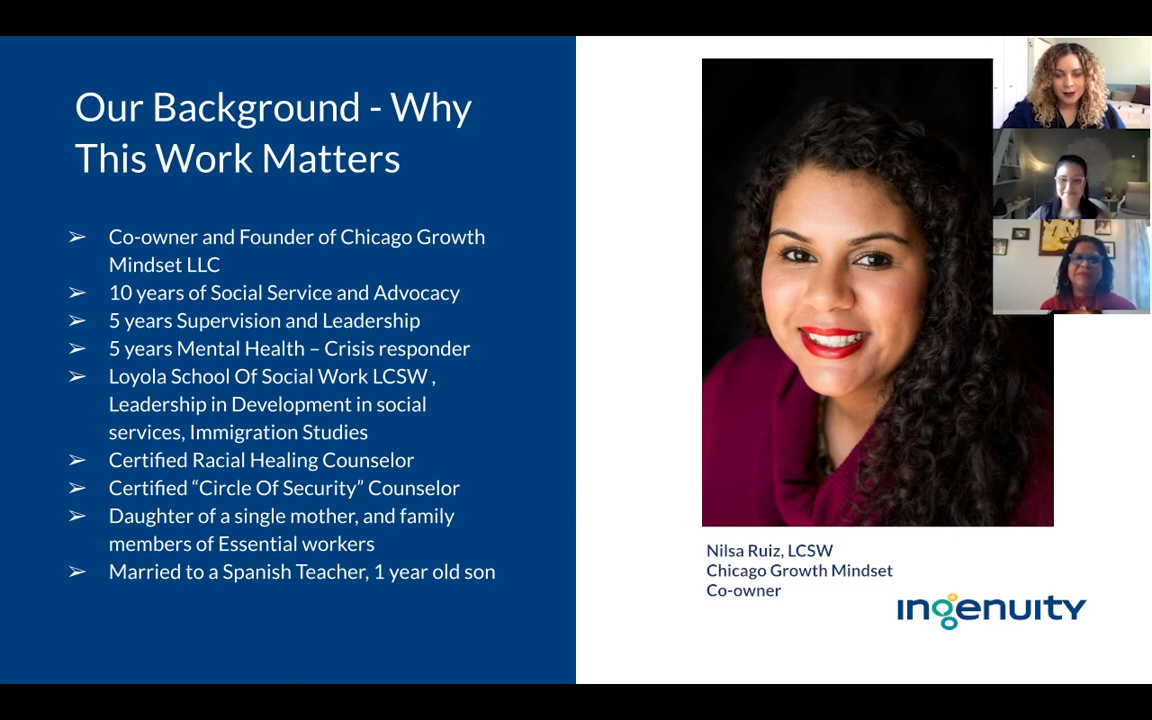 Our Background - Why
This Work Matters
➢ Co-owner and Founder of Chicago Growth
Mindset LLC
➢ 10 years of Social Service and Advocacy
➢ 5 years Supervision and Leadership
➢ 5 years Mental Health – Crisis responder
➢ Loyola School Of Social Work LCSW ,
Leadership in Development in social
services, Immigration Studies
➢ Certified Racial Healing Counselor
➢ Certified “Circle Of Security” Counselor
➢ Daughter of a single mother, and family
members of Essential workers
➢ Married to a Spanish Teacher, 1 year old son
Nilsa Ruiz, LCSW
Chicago Growth Mindset
Co-owner
ingenuity